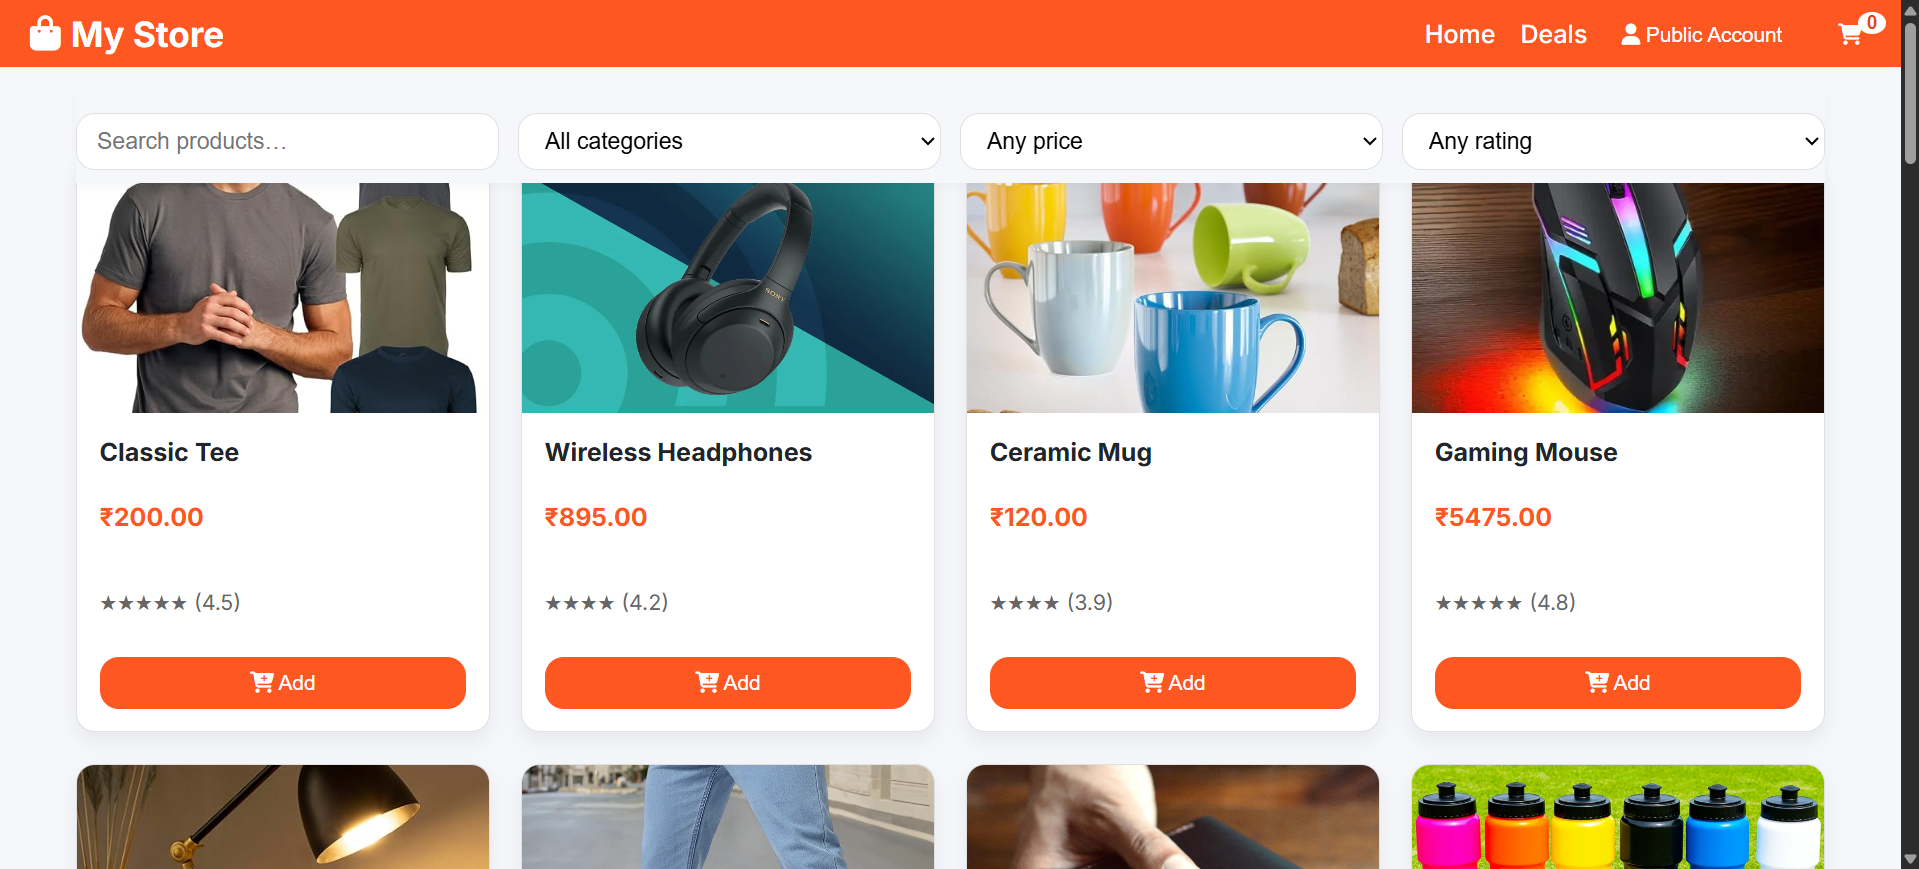 My Store
Home Deals Public Account 0
Search products… All categories Any price Any rating
SONY
Classic Tee Wireless Headphones Ceramic Mug Gaming Mouse
₹200.00 ₹895.00 ₹120.00 ₹5475.00
★★★★★ (4.5) ★★★★ (4.2) ★★★★ (3.9) ★★★★★ (4.8)
Add Add Add Add